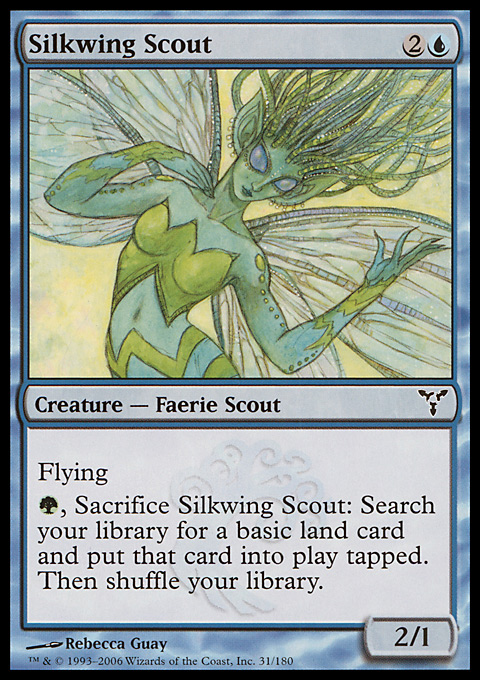 Silkwing Scout 2
Creature — Faerie Scout
Flying
, Sacrifice Silkwing Scout: Search
your library for a basic land card
and put that card into play tapped.
Then shuffle your library.
2/1
Rebecca Guay
™ & © 1993–2006 Wizards of the Coast, Inc. 31/180